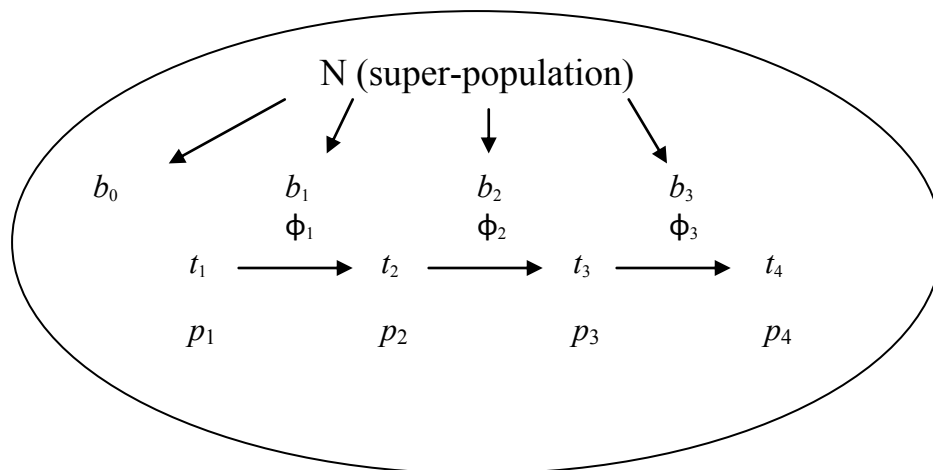 N (super-population)
b₀ b₁ b₂ b₃
ϕ₁ ϕ₂ ϕ₃
t₁ t₂ t₃ t₄
p₁ p₂ p₃ p₄